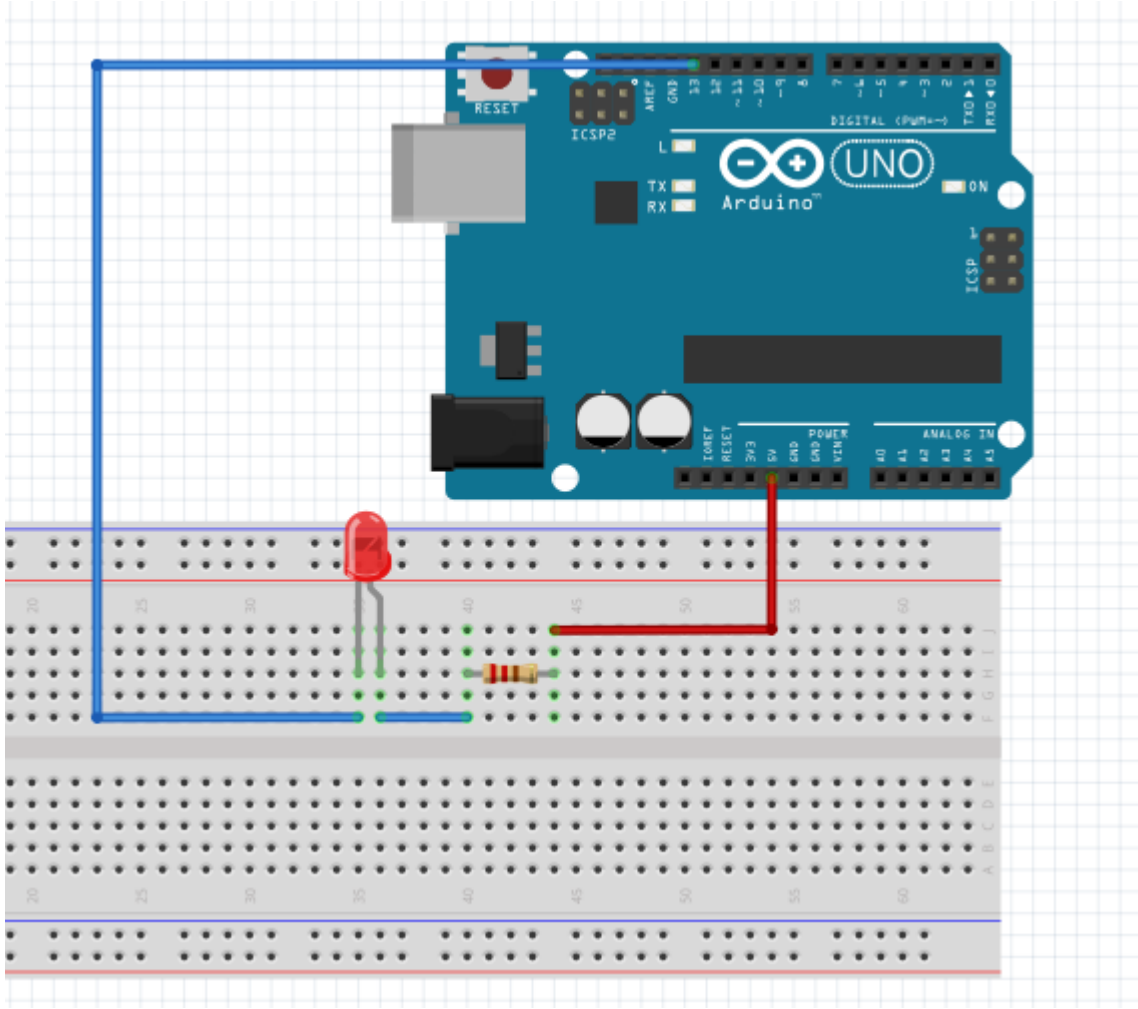 RESET
ICSP2
AREF
GND
13
12
~11
~10
~9
8
7
~6
~5
4
~3
2
TX0▶1
RX0◀0
DIGITAL (PWM=~)
L
TX
RX
UNO
Arduino™
ON
1
ICSP
IOREF
RESET
3V3
5V
GND
GND
VIN
POWER
ANALOG IN
A0
A1
A2
A3
A4
A5
20
25
30
35
40
45
50
55
60
J
I
H
G
F
E
D
C
B
A
20
25
30
35
40
45
50
55
60